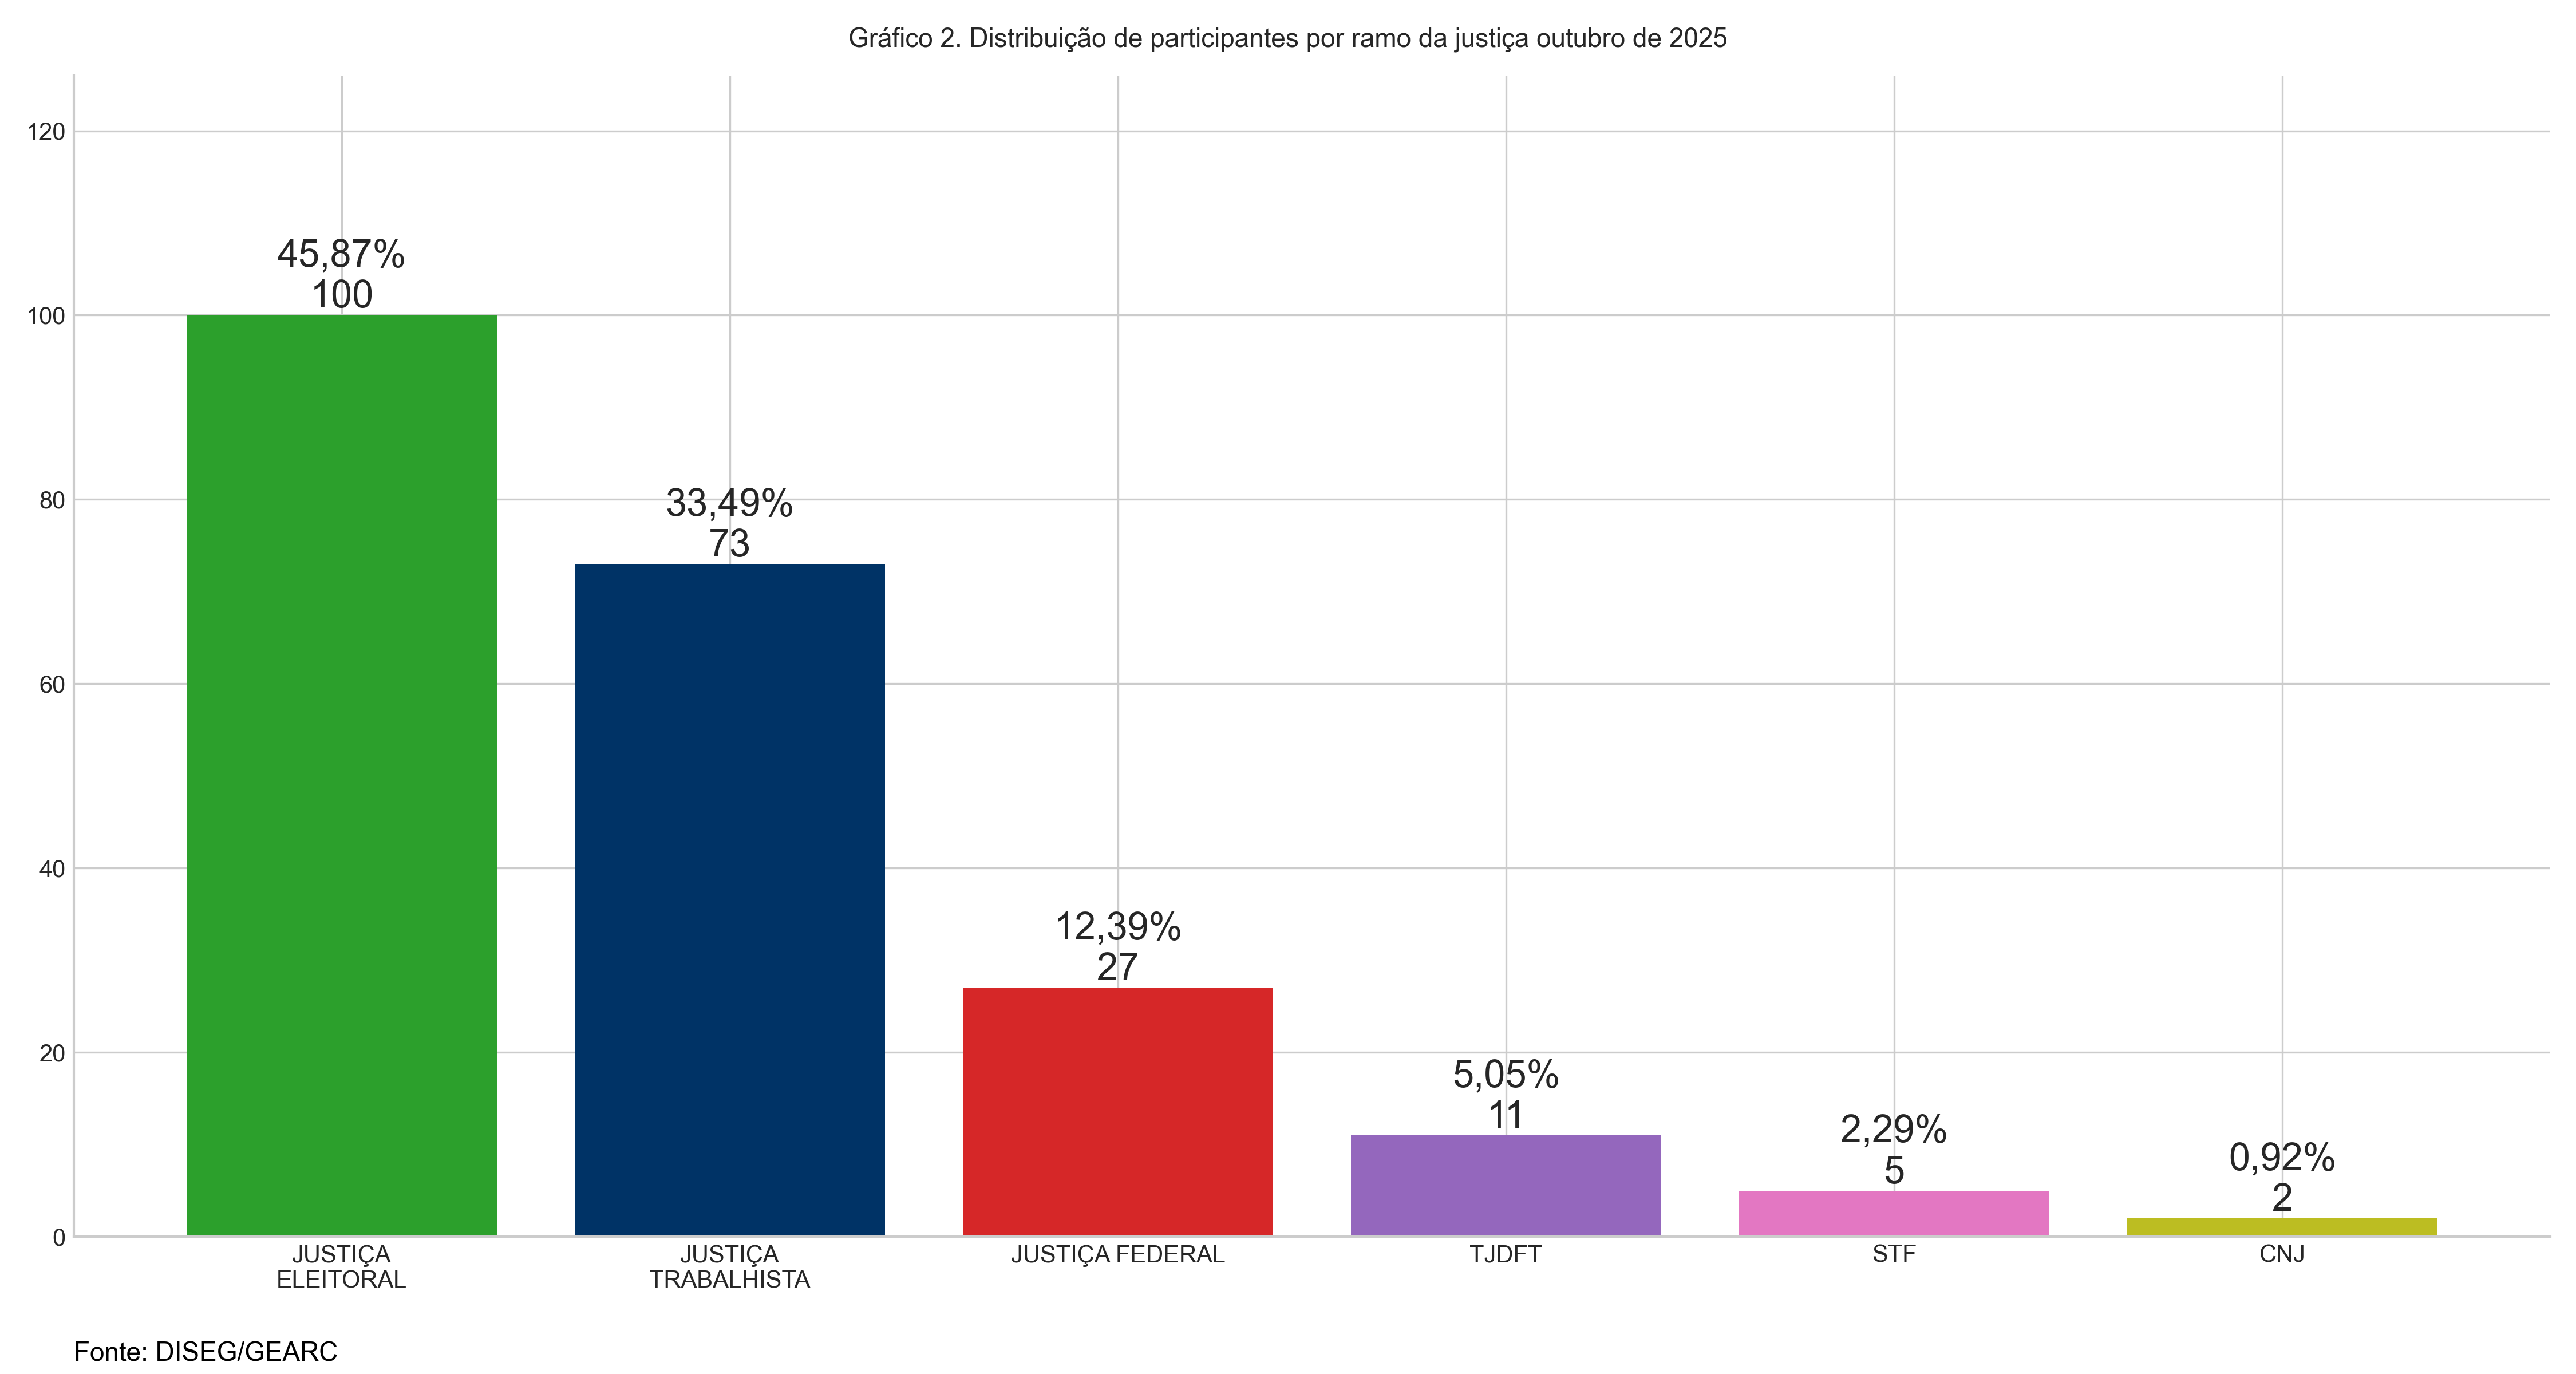 Gráfico 2. Distribuição de participantes por ramo da justiça outubro de 2025
120
100
80
60
40
20
0
45,87%
100
33,49%
73
12,39%
27
5,05%
11
2,29%
5
0,92%
2
JUSTIÇA
ELEITORAL
JUSTIÇA
TRABALHISTA
JUSTIÇA FEDERAL
TJDFT
STF
CNJ
Fonte: DISEG/GEARC